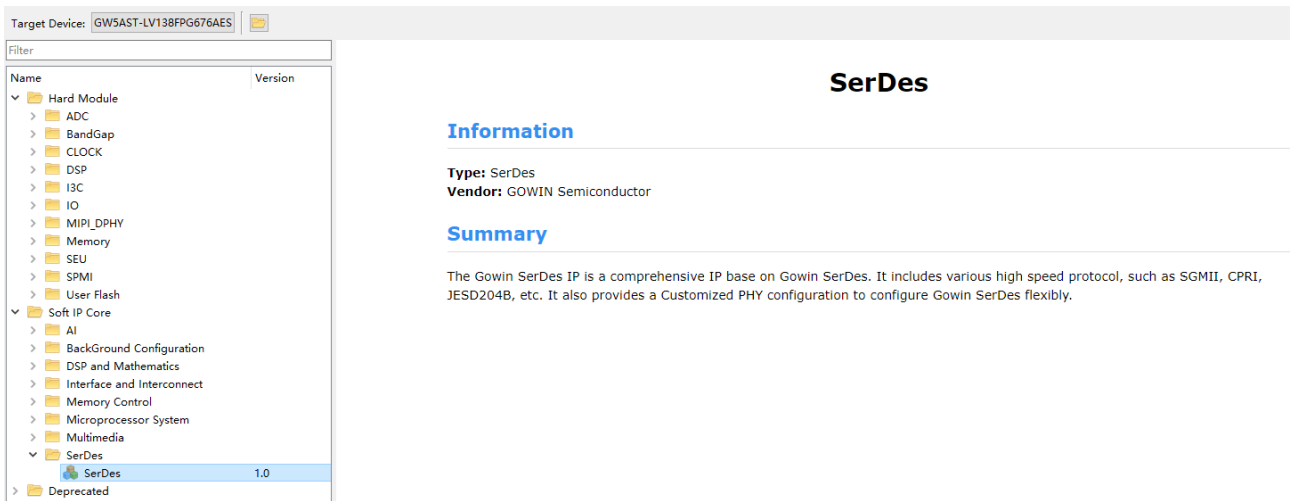 Target Device: GW5AST-LV138FPG676AES
Filter
Name Version
Hard Module
ADC
BandGap
CLOCK
DSP
I3C
IO
MIPI_DPHY
Memory
SEU
SPMI
User Flash
Soft IP Core
AI
BackGround Configuration
DSP and Mathematics
Interface and Interconnect
Memory Control
Microprocessor System
Multimedia
SerDes
SerDes 1.0
Deprecated
SerDes
Information
Type: SerDes
Vendor: GOWIN Semiconductor
Summary
The Gowin SerDes IP is a comprehensive IP base on Gowin SerDes. It includes various high speed protocol, such as SGMII, CPRI,
JESD204B, etc. It also provides a Customized PHY configuration to configure Gowin SerDes flexibly.